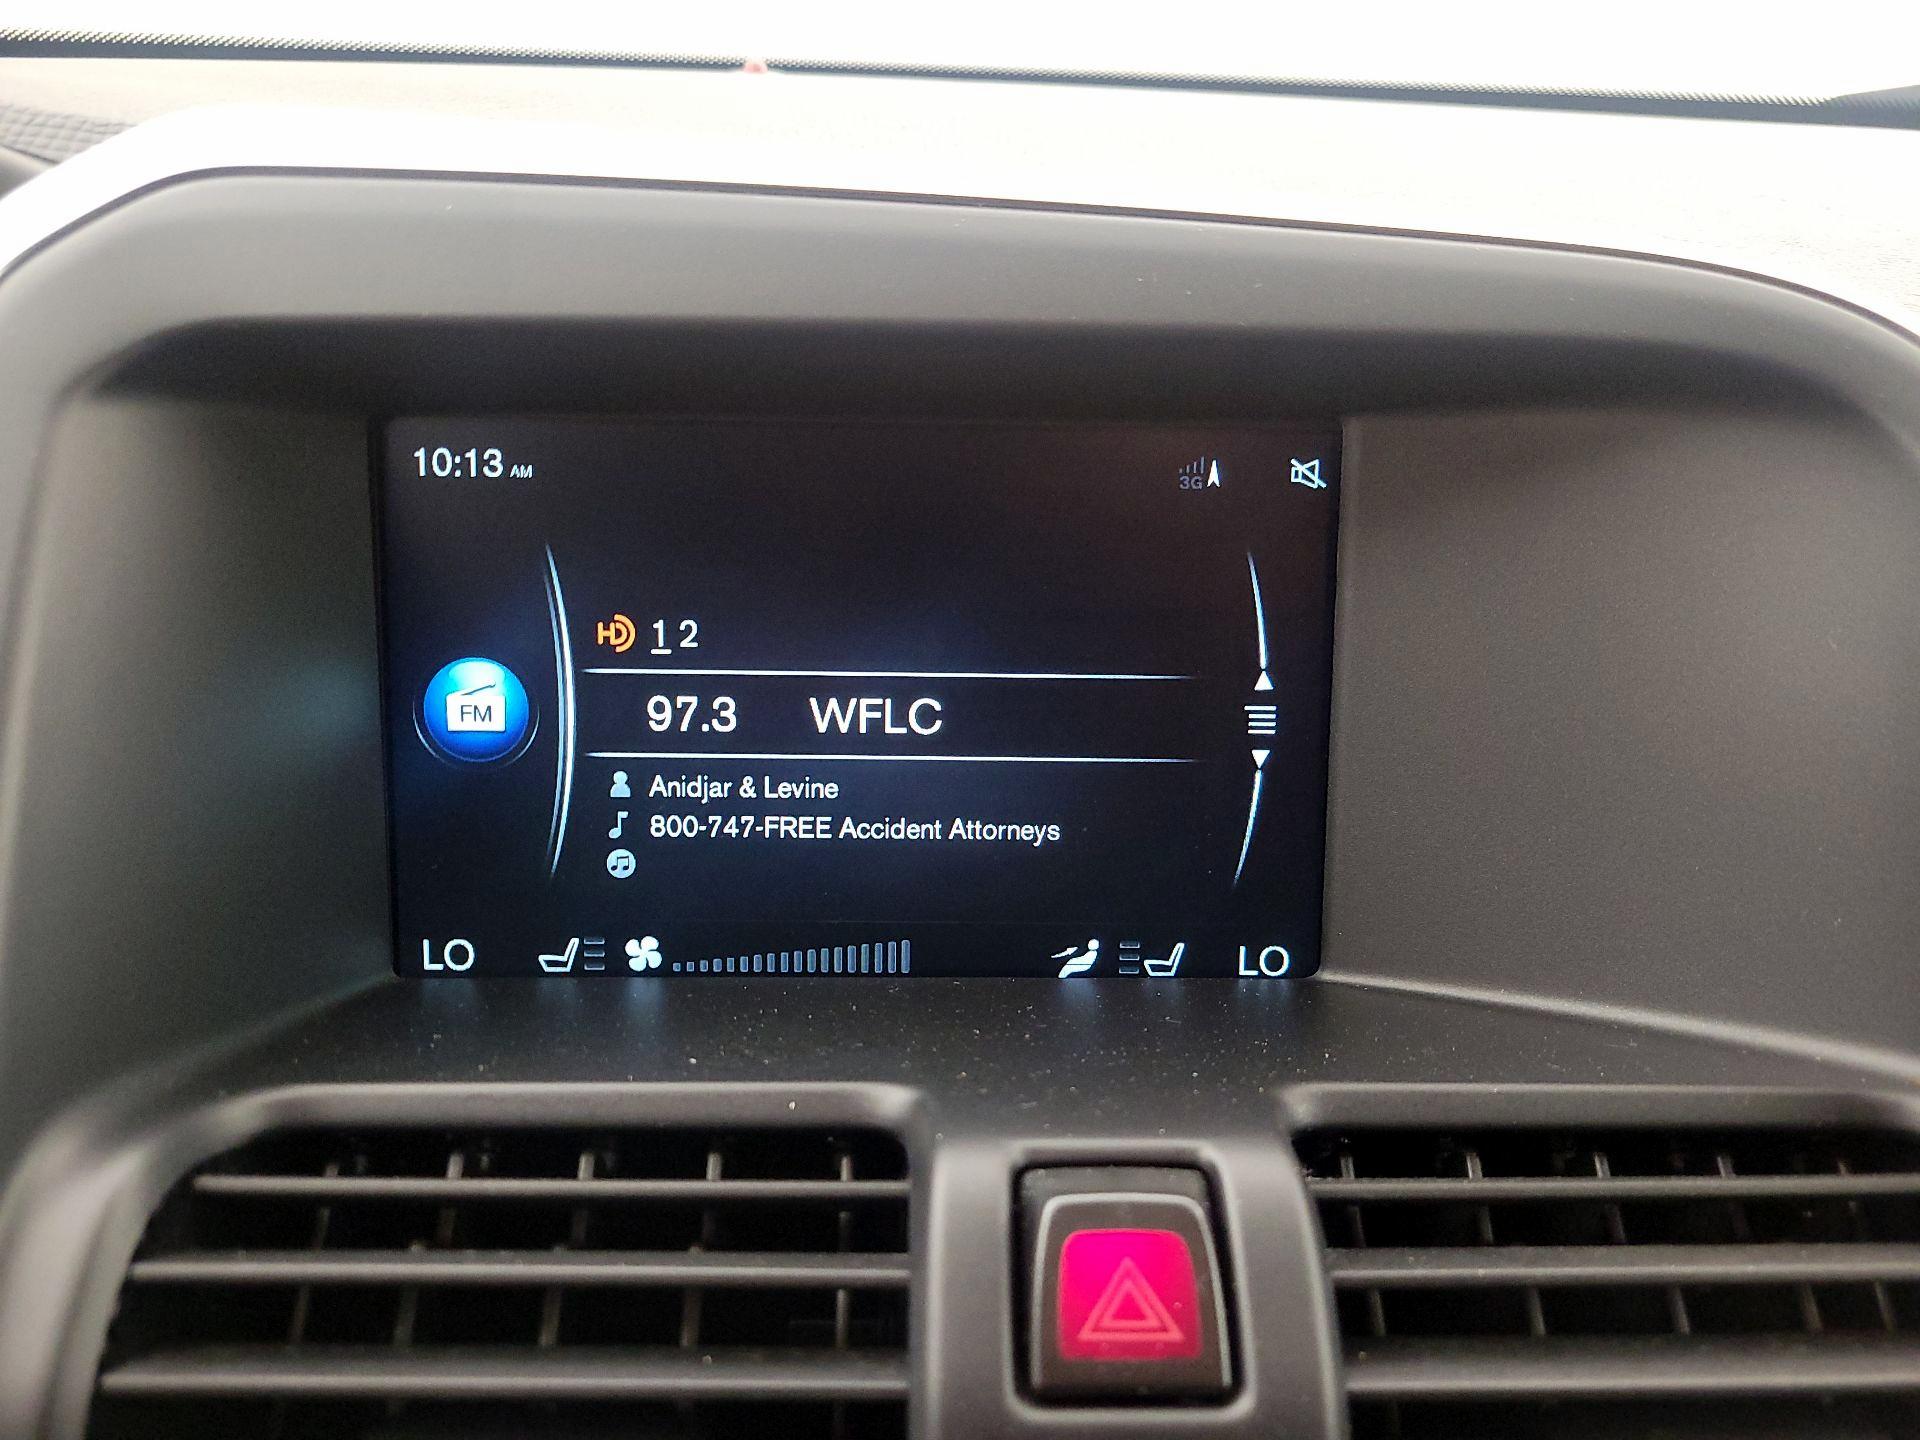 10:13 AM
3G
HD 1 2
FM
97.3 WFLC
Anidjar & Levine
800-747-FREE Accident Attorneys
LO LO